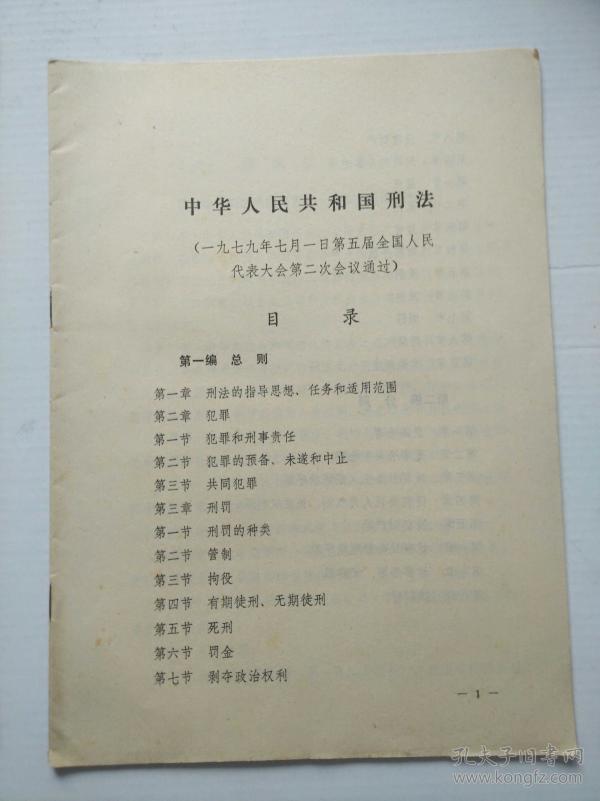 中华人民共和国刑法
(一九七九年七月一日第五届全国人民
代表大会第二次会议通过)
目 录
第一编 总 则
第一章 刑法的指导思想、任务和适用范围
第二章 犯罪
第一节 犯罪和刑事责任
第二节 犯罪的预备、未遂和中止
第三节 共同犯罪
第三章 刑罚
第一节 刑罚的种类
第二节 管制
第三节 拘役
第四节 有期徒刑、无期徒刑
第五节 死刑
第六节 罚金
第七节 剥夺政治权利
— 1 —
孔夫子旧书网
www.kongfz.com